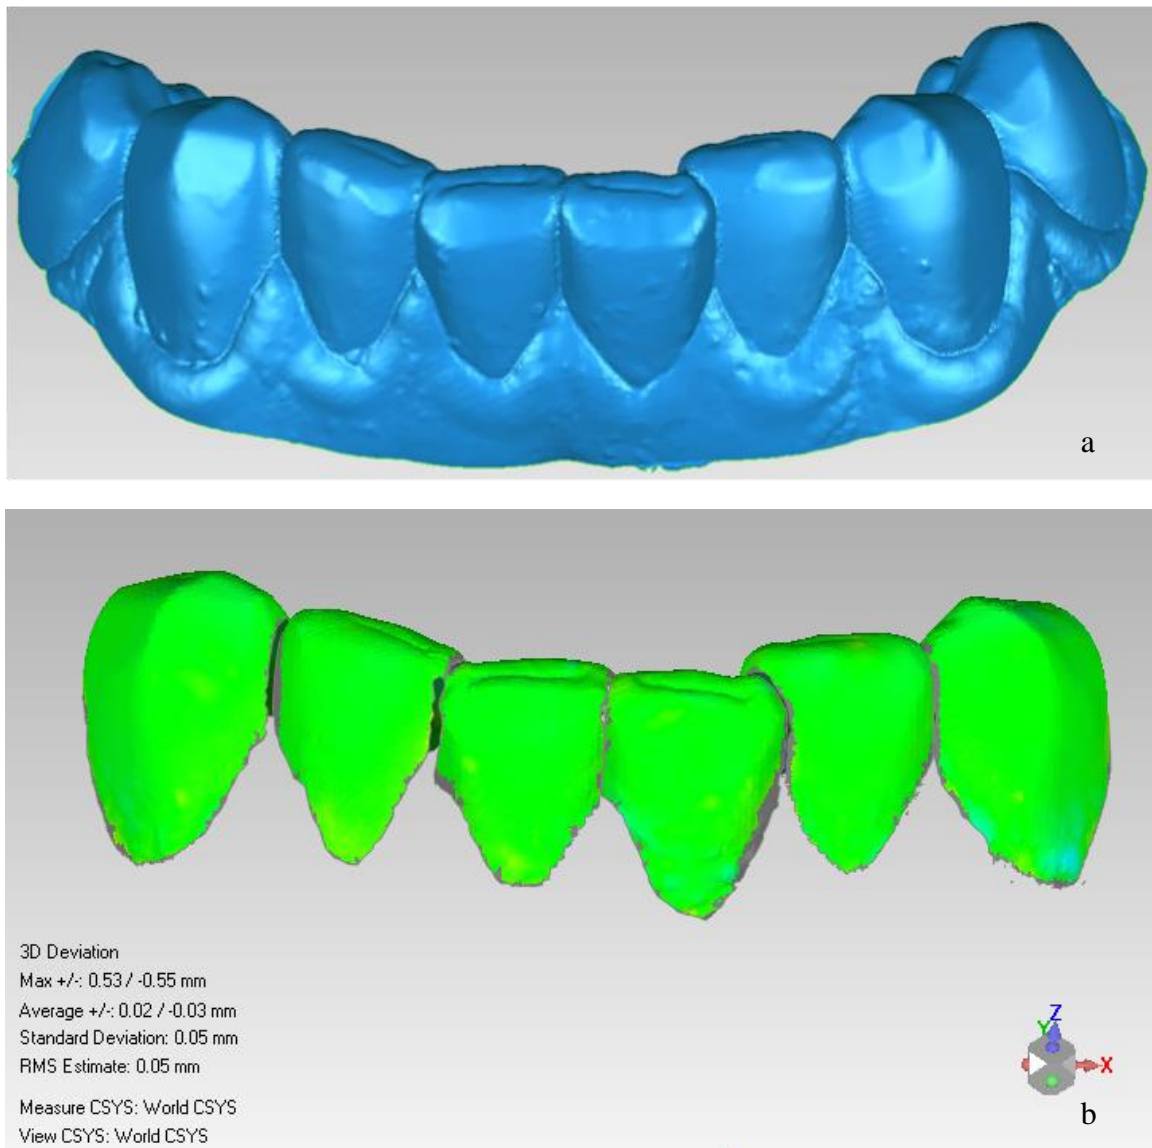 a
3D Deviation
Max +/-: 0.53 / -0.55 mm
Average +/-: 0.02 / -0.03 mm
Standard Deviation: 0.05 mm
RMS Estimate: 0.05 mm
Measure CSYS: World CSYS
View CSYS: World CSYS
Z
Y
X
b